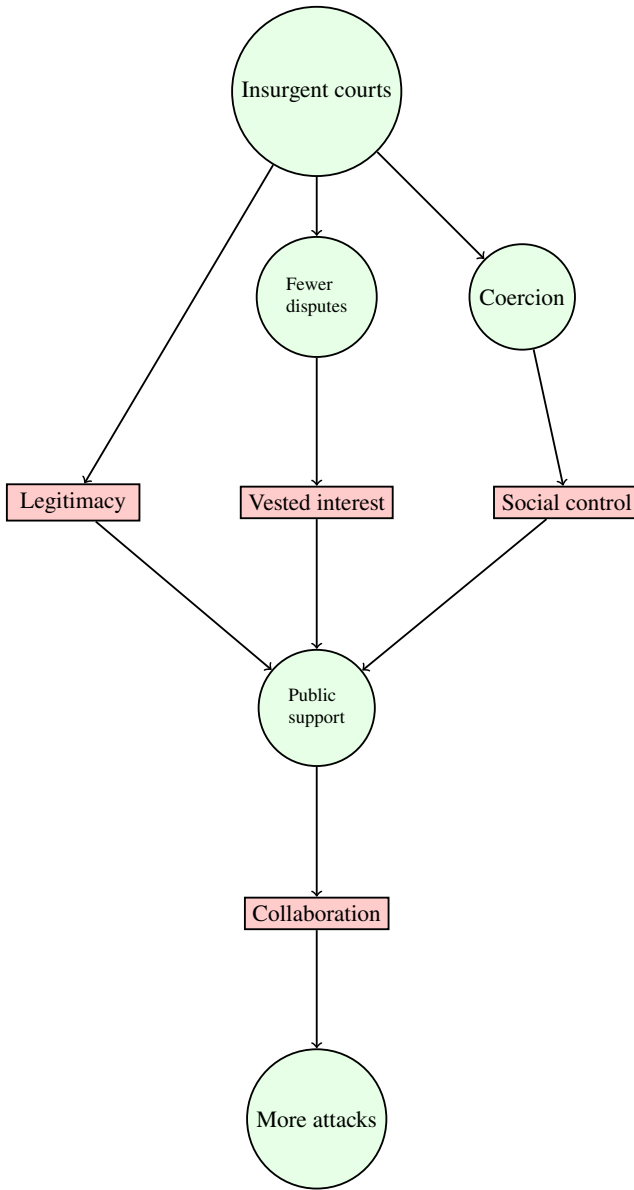 Insurgent courts
Fewer
disputes
Coercion
Legitimacy
Vested interest
Social control
Public
support
Collaboration
More attacks